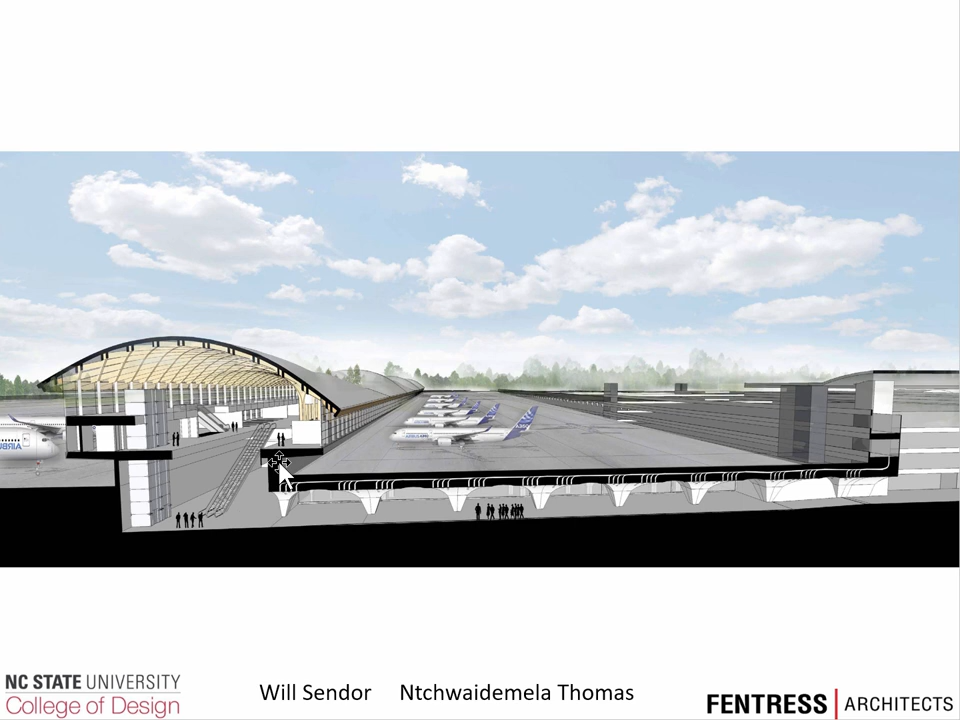 NC STATE UNIVERSITY
College of Design
Will Sendor Ntchwaidemela Thomas
FENTRESS ARCHITECTS